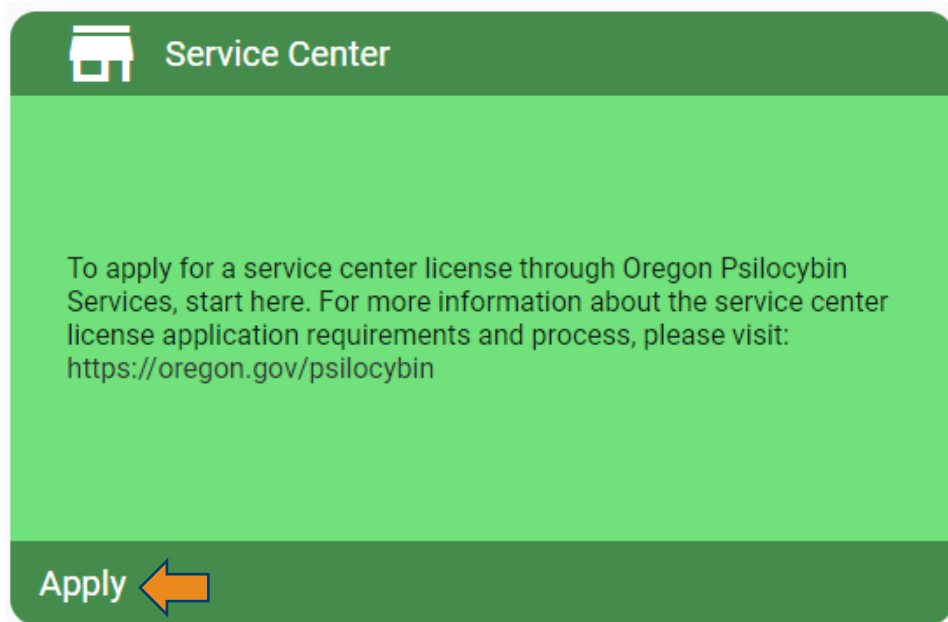 Service Center
To apply for a service center license through Oregon Psilocybin
Services, start here. For more information about the service center
license application requirements and process, please visit:
https://oregon.gov/psilocybin
Apply